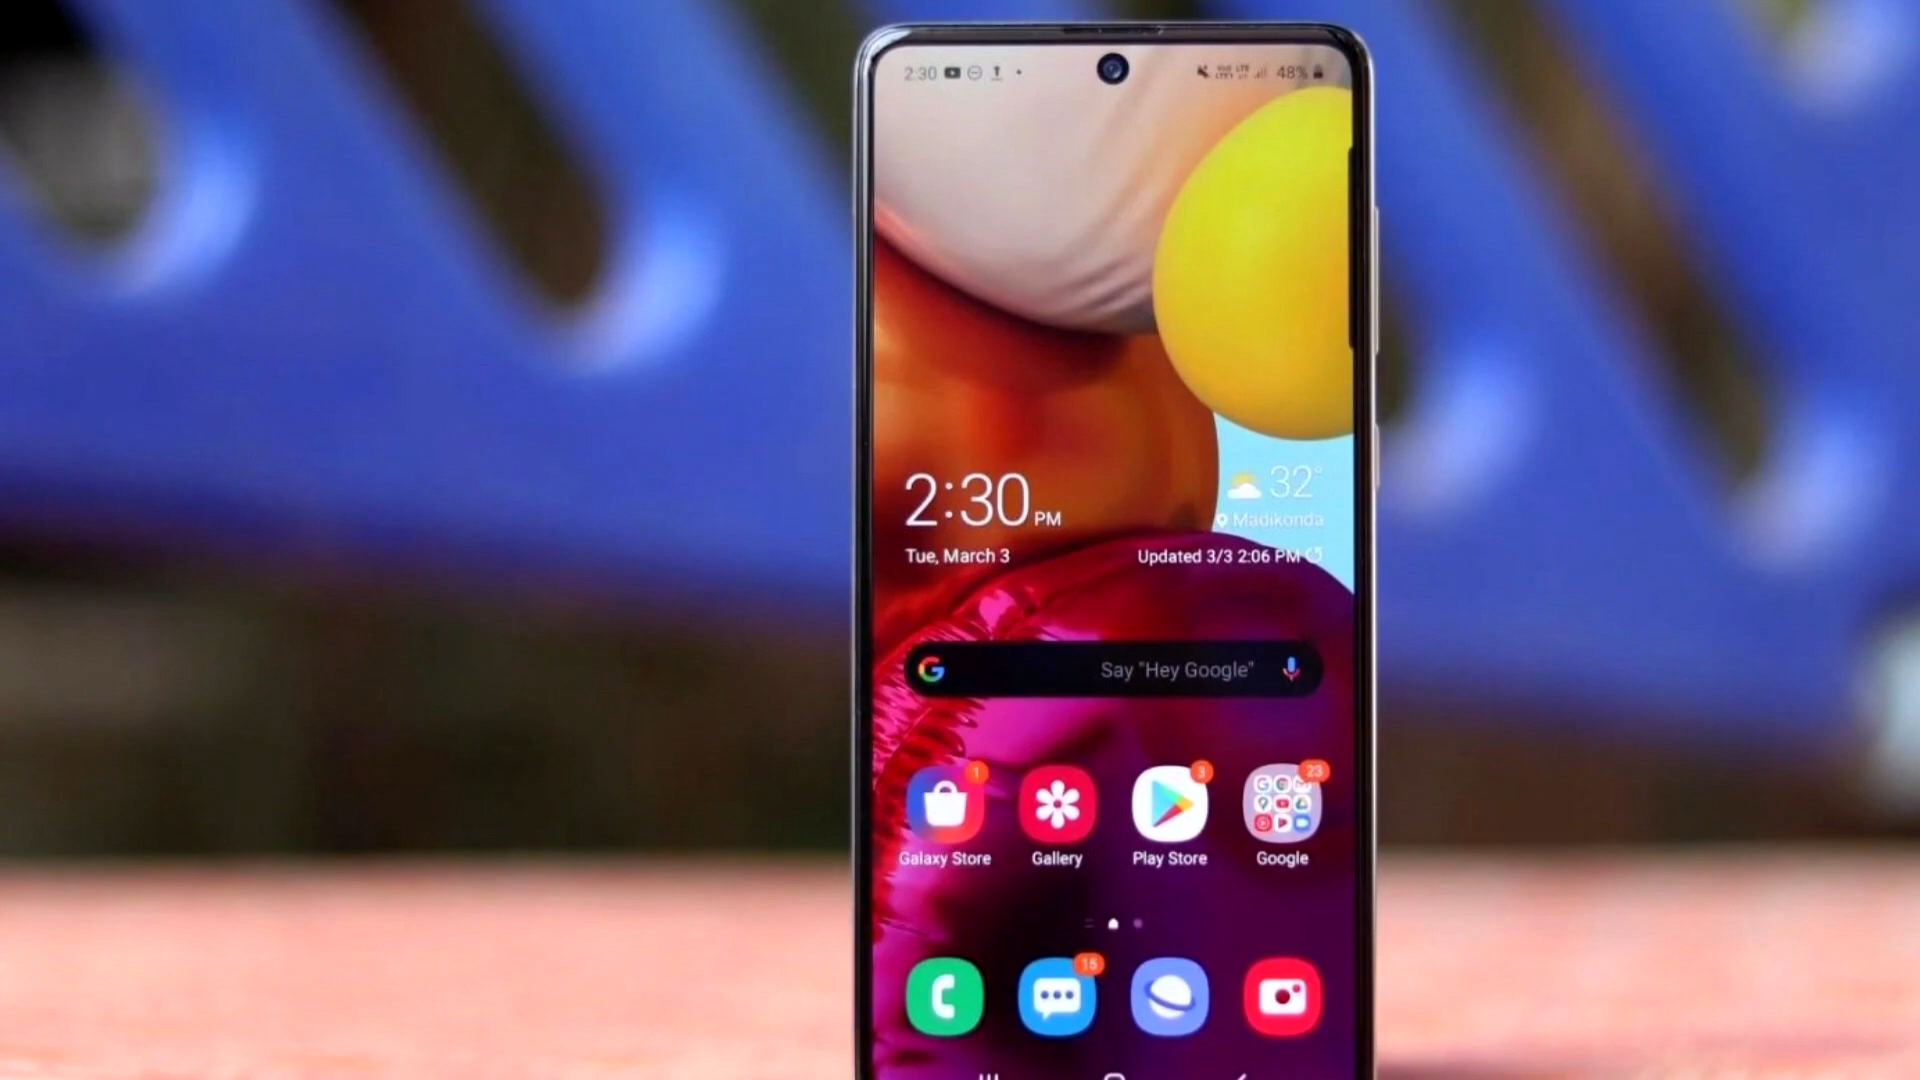 2:30 48%
2:30 PM 32°
Madikonda
Tue, March 3 Updated 3/3 2:06 PM
Say "Hey Google"
1 3 23
Galaxy Store Gallery Play Store Google
15